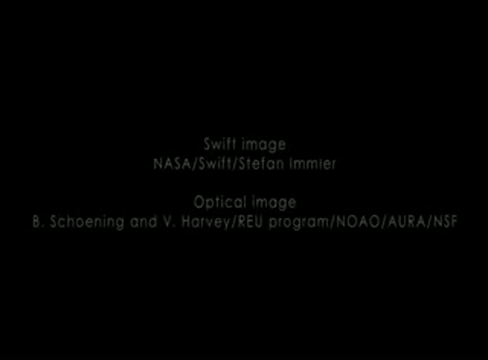 Swift image
NASA/Swift/Stefan Immler
Optical image
B. Schoening and V. Harvey/REU program/NOAO/AURA/NSF